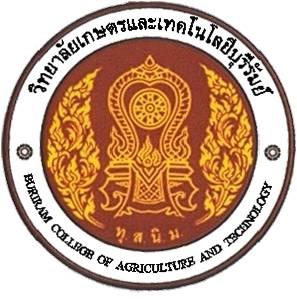 วิทยาลัยเกษตรและเทคโนโลยีบุรีรัมย์
ทุ ส นิ ม
BURIRAM COLLEGE OF AGRICULTURE AND TECHNOLOGY